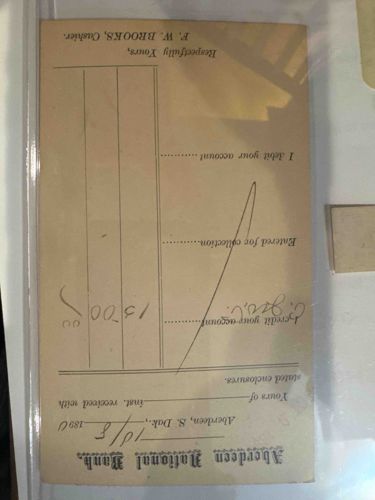 Aberdeen National Bank,
10/8
Aberdeen, S. Dak., 1890
Yours of inst. received with
stated enclosures.
I credit your account 1500 00
Entered for collection
I debit your account
Respectfully Yours,
F. W. BROOKS, Cashier.